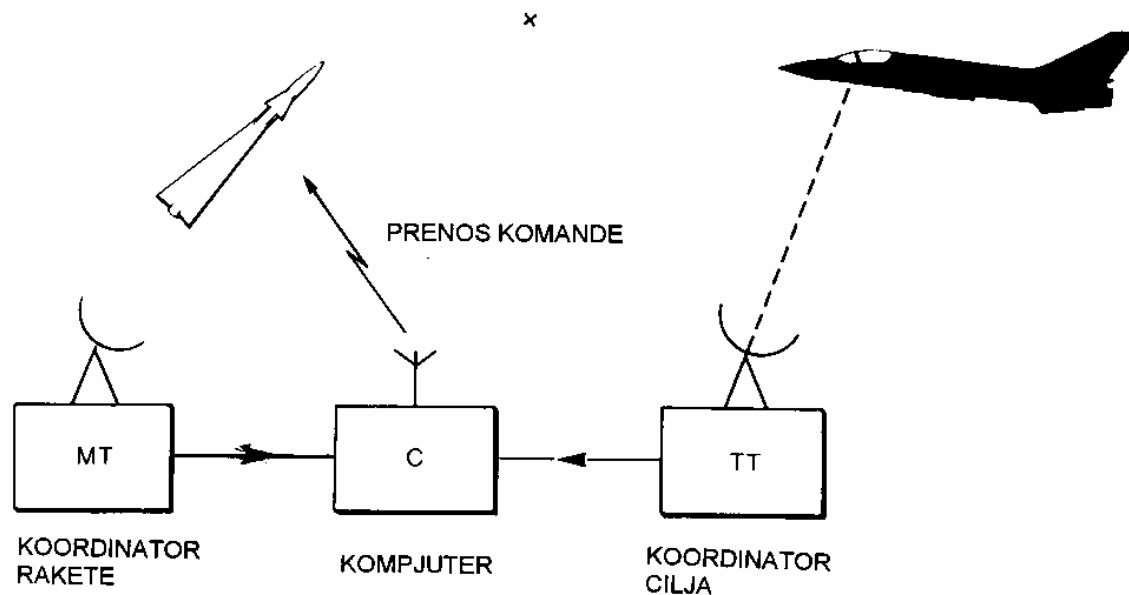 x
PRENOS KOMANDE
MT
C
TT
KOORDINATOR
RAKETE
KOMPJUTER
KOORDINATOR
CILJA